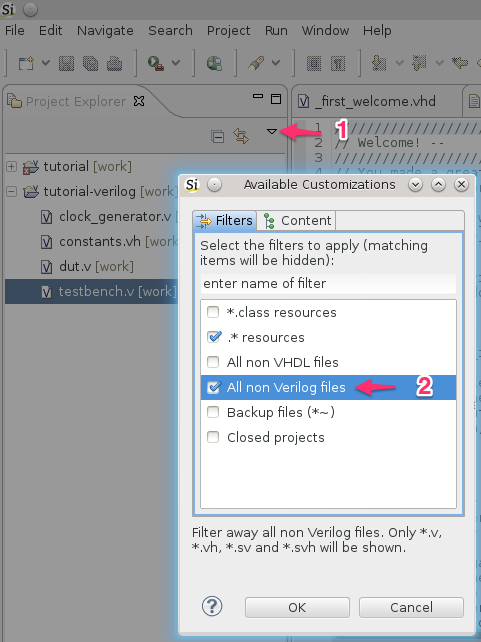 Si
File Edit Navigate Search Project Run Window Help
Project Explorer
_first_welcome.vhd
1
1 ///////////////////
2 // Welcome! --
3 ///////////////////
4 // You made a grea
tutorial [work]
tutorial-verilog [work]
clock_generator.v
constants.vh [work]
dut.v [work]
testbench.v [work]
Si Available Customizations
Filters Content
Select the filters to apply (matching
items will be hidden):
enter name of filter
*.class resources
.* resources
All non VHDL files
All non Verilog files
2
Backup files (*~)
Closed projects
Filter away all non Verilog files. Only *.v,
*.vh, *.sv and *.svh will be shown.
? OK Cancel